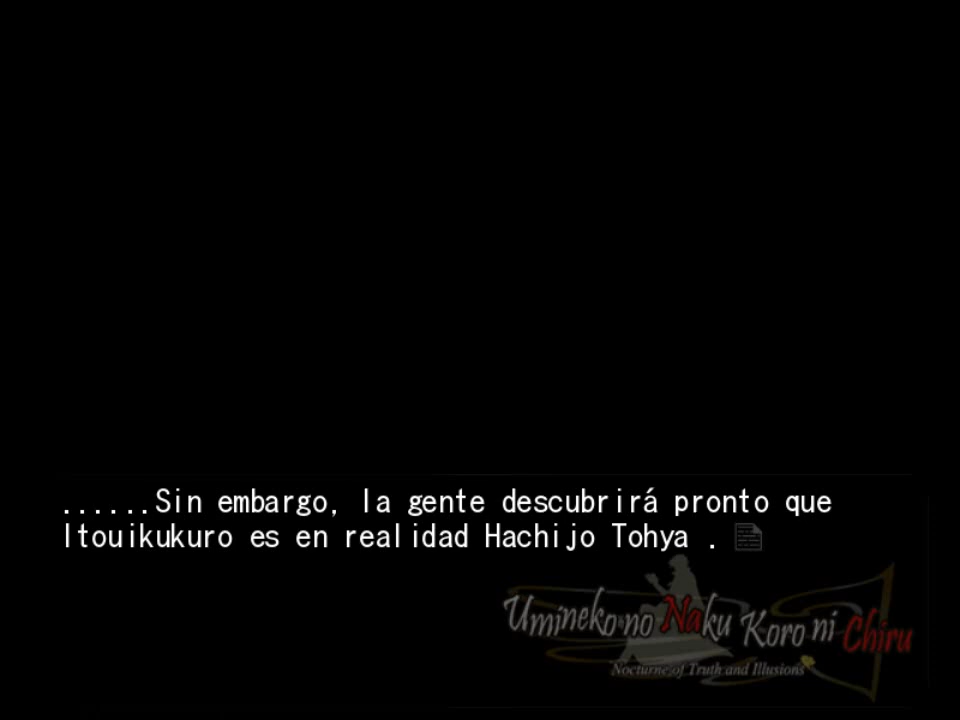 ......Sin embargo, la gente descubrirá pronto que
Itouikukuro es en realidad Hachijo Tohya .
Umineko no Naku Koro ni Chiru
Nocturne of Truth and Illusions